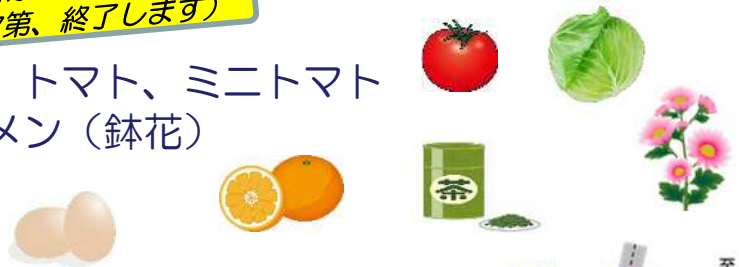 第、終了します）
トマト、ミニトマト
メン（鉢花）
茶
至